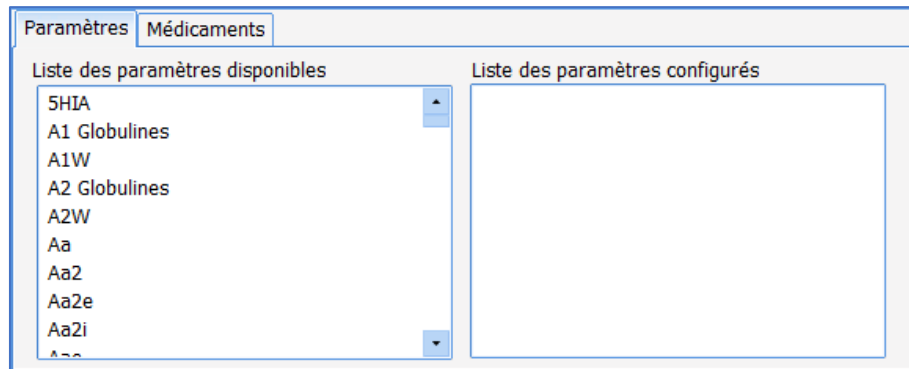 Paramètres Médicaments
Liste des paramètres disponibles
5HIA
A1 Globulines
A1W
A2 Globulines
A2W
Aa
Aa2
Aa2e
Aa2i
Liste des paramètres configurés